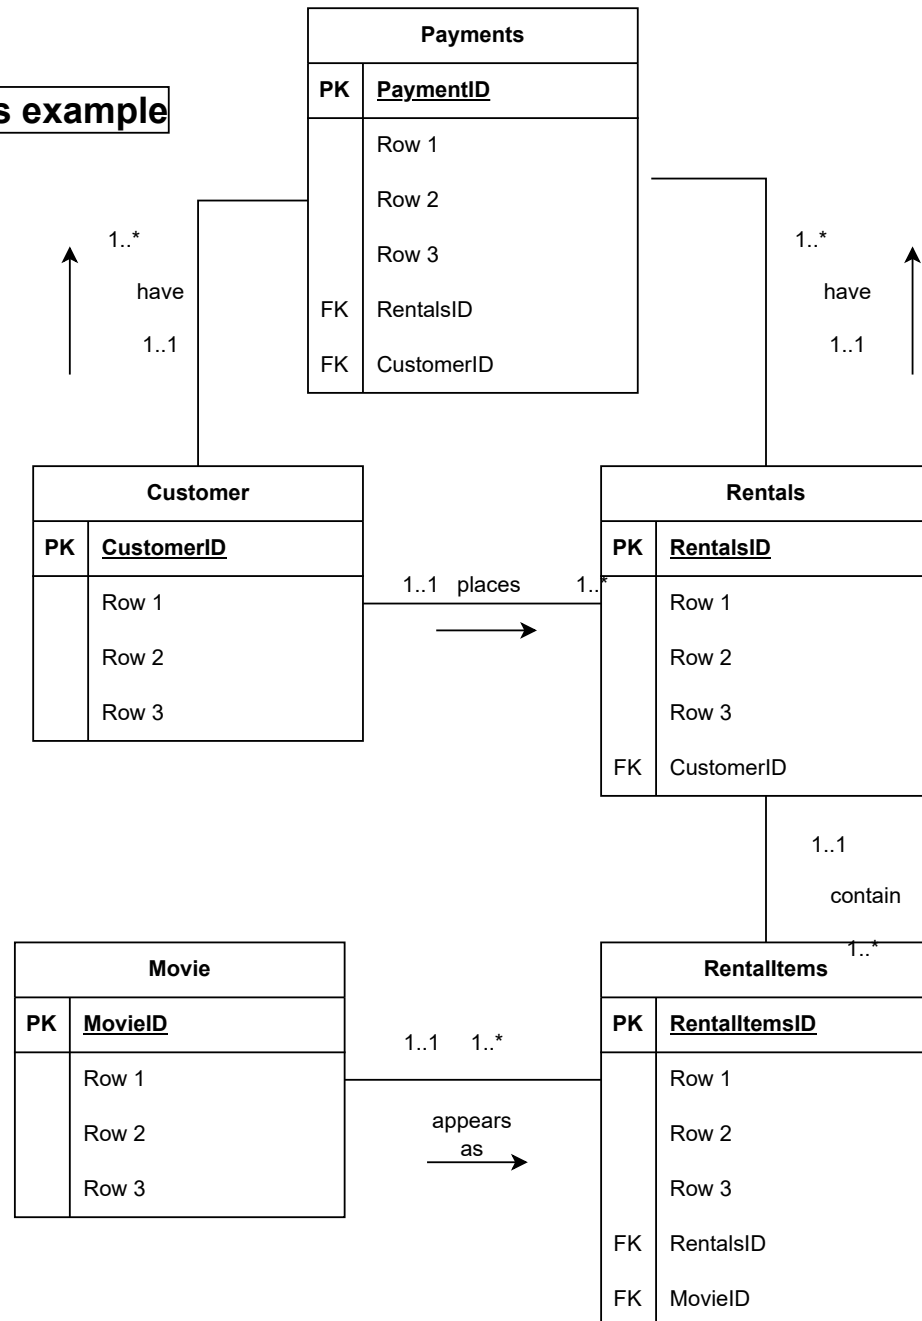 Payments
PK PaymentID
s example
Row 1
Row 2
Row 3
FK RentalsID
FK CustomerID
1..*
have
1..1
1..*
have
1..1
Customer
PK CustomerID
Row 1
Row 2
Row 3
1..1 places 1..*
Rentals
PK RentalsID
Row 1
Row 2
Row 3
FK CustomerID
1..1
contain
1..*
Movie
PK MovieID
Row 1
Row 2
Row 3
1..1 1..*
appears
as
RentalItems
PK RentalItemsID
Row 1
Row 2
Row 3
FK RentalsID
FK MovieID